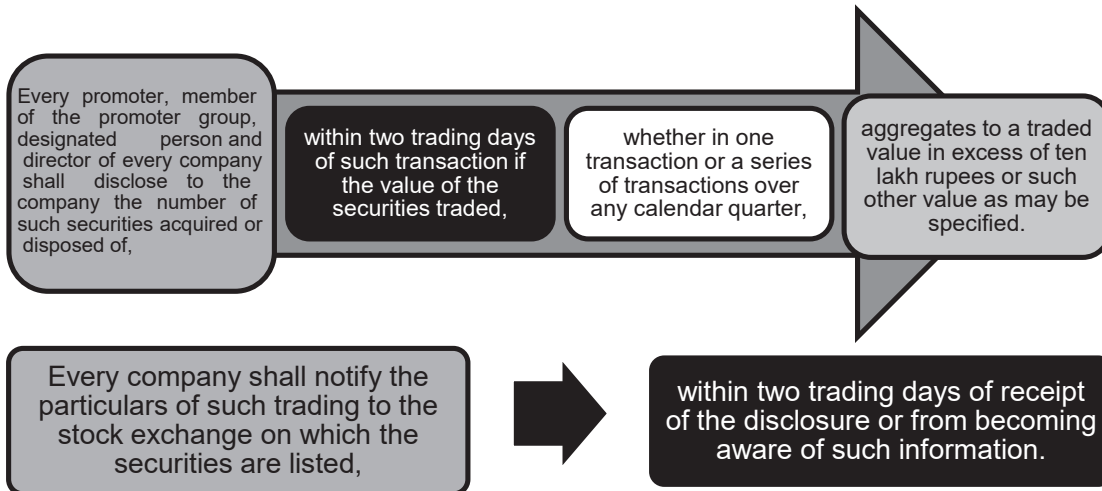 Every promoter, member
of the promoter group,
designated person and
director of every company
shall disclose to the
company the number of
such securities acquired or
disposed of,
within two trading days
of such transaction if
the value of the
securities traded,
whether in one
transaction or a series
of transactions over
any calendar quarter,
aggregates to a traded
value in excess of ten
lakh rupees or such
other value as may be
specified.
Every company shall notify the
particulars of such trading to the
stock exchange on which the
securities are listed,
within two trading days of receipt
of the disclosure or from becoming
aware of such information.